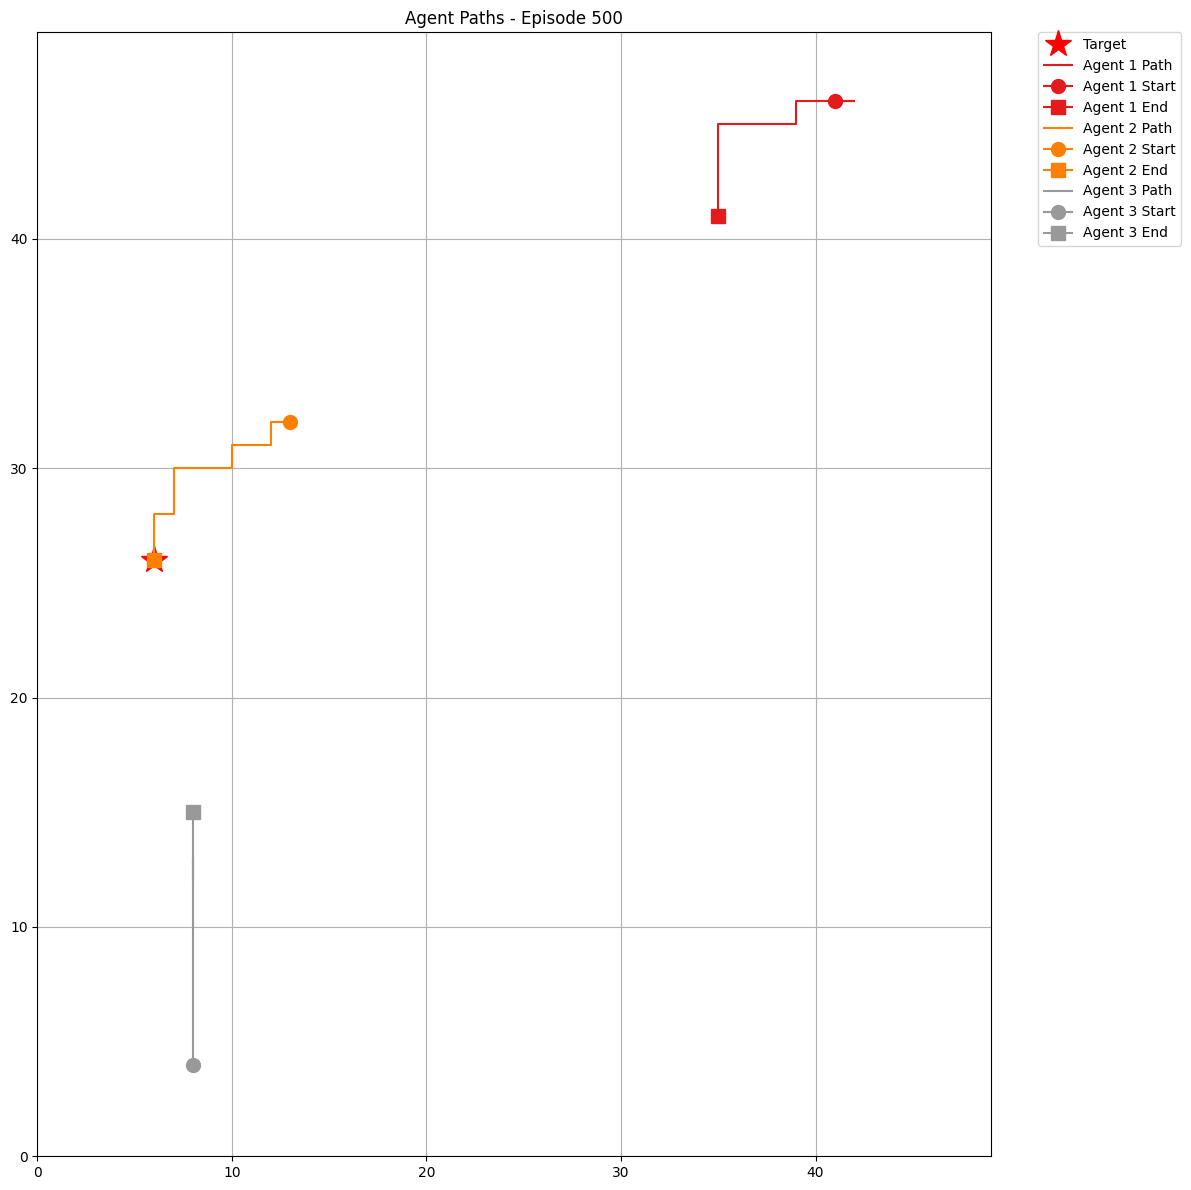 Agent Paths - Episode 500
Target
Agent 1 Path
Agent 1 Start
Agent 1 End
Agent 2 Path
Agent 2 Start
Agent 2 End
Agent 3 Path
Agent 3 Start
Agent 3 End
40
30
20
10
0
0
10
20
30
40